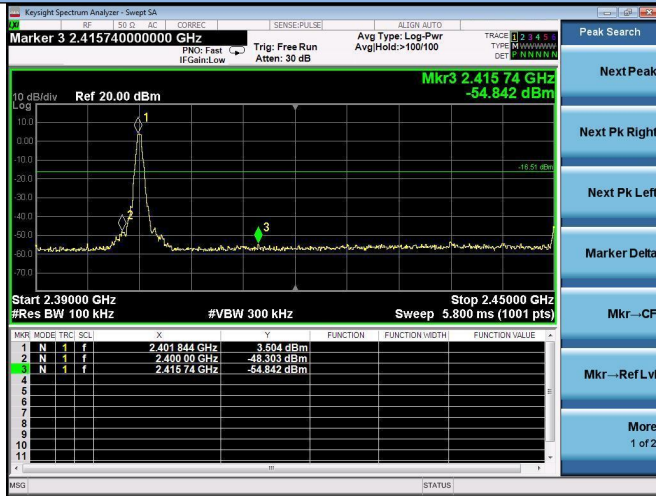 Keysight Spectrum Analyzer - Swept SA
LXI RF 50 Ω AC CORREC SENSE:PULSE ALIGN AUTO
Marker 3 2.415740000000 GHz
PNO: Fast
IFGain:Low
Trig: Free Run
Atten: 30 dB
Avg Type: Log-Pwr
Avg|Hold:>100/100
TRACE 1 2 3 4 5 6
TYPE M W W W W W
DET P N N N N N
Peak Search
Mkr3 2.415 74 GHz
-54.842 dBm
10 dB/div Ref 20.00 dBm
Log
10.0
0.00
-10.0
-20.0
-30.0
-40.0
-50.0
-60.0
-70.0
1
2
3
-16.51 dBm
Start 2.39000 GHz Stop 2.45000 GHz
#Res BW 100 kHz #VBW 300 kHz Sweep 5.800 ms (1001 pts)
MKR MODE TRC SCL X Y FUNCTION FUNCTION WIDTH FUNCTION VALUE
1 N 1 f 2.401 844 GHz 3.504 dBm
2 N 1 f 2.400 00 GHz -48.303 dBm
3 N 1 f 2.415 74 GHz -54.842 dBm
4
5
6
7
8
9
10
11
MSG STATUS
Next Peak
Next Pk Right
Next Pk Left
Marker Delta
Mkr→CF
Mkr→Ref Lvl
More
1 of 2